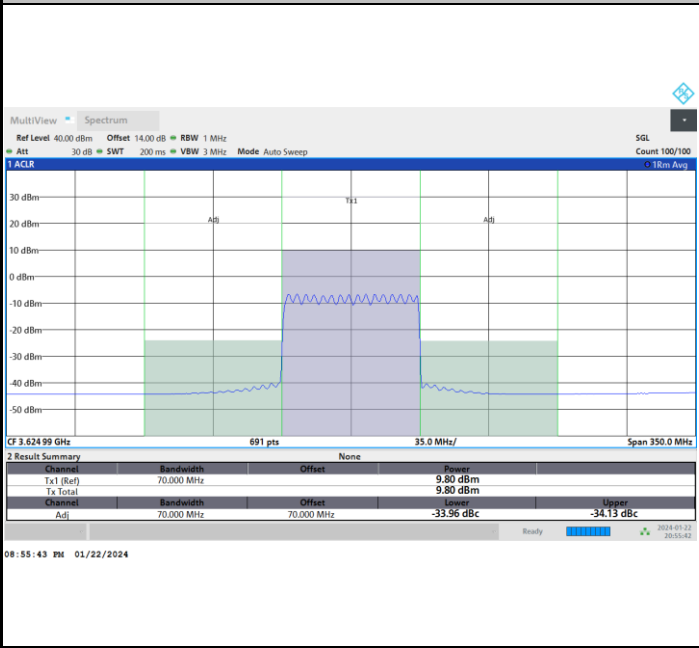 MultiView Spectrum
Ref Level 40.00 dBm Offset 14.00 dB RBW 1 MHz SGL
Att 30 dB SWT 200 ms VBW 3 MHz Mode Auto Sweep Count 100/100
1 ACLR 1Rm Avg
30 dBm
Tx1
20 dBm
Adj Adj
10 dBm
0 dBm
-10 dBm
-20 dBm
-30 dBm
-40 dBm
-50 dBm
CF 3.624 99 GHz 691 pts 35.0 MHz/ Span 350.0 MHz
2 Result Summary None
Channel Bandwidth Offset Power
Tx1 (Ref) 70.000 MHz 9.80 dBm
Tx Total 9.80 dBm
Channel Bandwidth Offset Lower Upper
Adj 70.000 MHz 70.000 MHz -33.96 dBc -34.13 dBc
Ready 2024-01-22
20:55:42
08:55:43 PM 01/22/2024